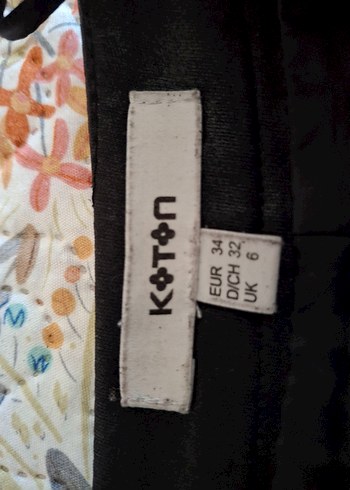 KOTON
EUR 34
D/CH 32
UK 6